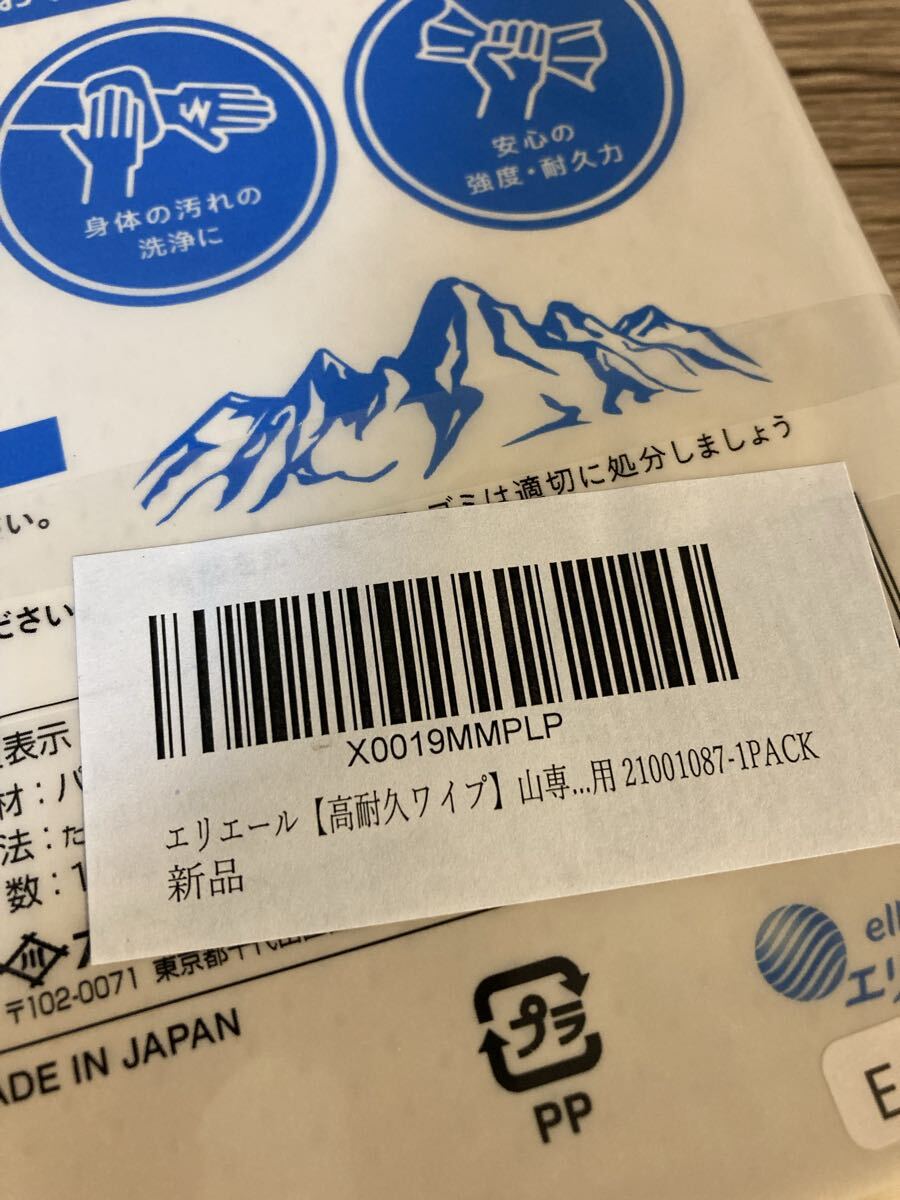 身体の汚れの
洗浄に
安心の
強度・耐久力
ゴミは適切に処分しましょう
さい。
ださい
表示
材：パ
法：た
数：1
X0019MMPLP
エリエール【高耐久ワイプ】山専...用 21001087-1PACK
新品
〒102-0071 東京都千代田区
MADE IN JAPAN
プラ
PP
ell
エリ
E